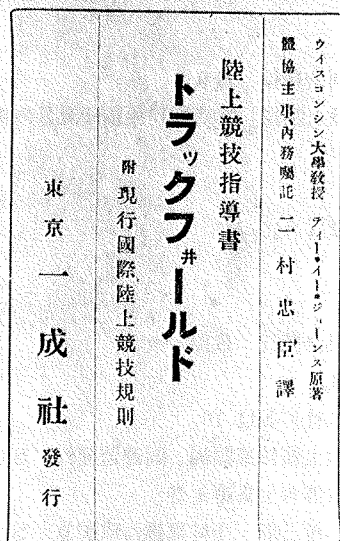 ウイスコンシン大學教授 ティー・イー・ジョーンス原著
體協主事、內務囑託 二村忠臣譯
陸上競技指導書
トラックフ井ールド
附現行國際陸上競技規則
東京 一成社 發行